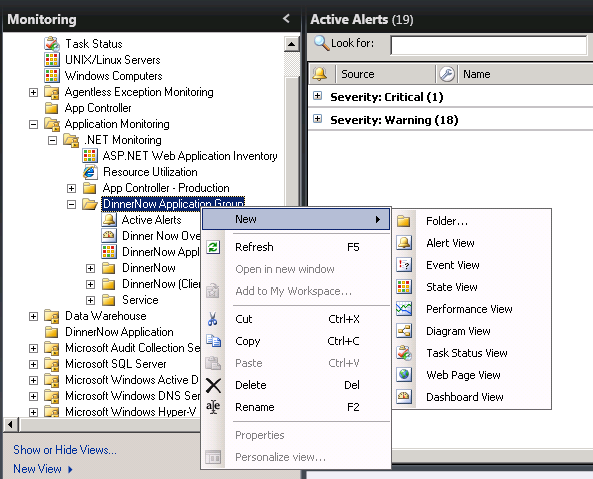 Monitoring
Task Status
UNIX/Linux Servers
Windows Computers
Agentless Exception Monitoring
App Controller
Application Monitoring
.NET Monitoring
ASP.NET Web Application Inventory
Resource Utilization
App Controller - Production
DinnerNow Application Group
Active Alerts
Dinner Now Ove
DinnerNow Appl
DinnerNow
DinnerNow (Clie
Service
Data Warehouse
DinnerNow Application
Microsoft Audit Collection Se
Microsoft SQL Server
Microsoft Windows Active D
Microsoft Windows DNS Ser
Microsoft Windows Hyper-V
Show or Hide Views...
New View
Active Alerts (19)
Look for:
Source Name
Severity: Critical (1)
Severity: Warning (18)
New
Refresh F5
Open in new window
Add to My Workspace...
Cut Ctrl+X
Copy Ctrl+C
Paste Ctrl+V
Delete Del
Rename F2
Properties
Personalize view...
Folder...
Alert View
Event View
State View
Performance View
Diagram View
Task Status View
Web Page View
Dashboard View